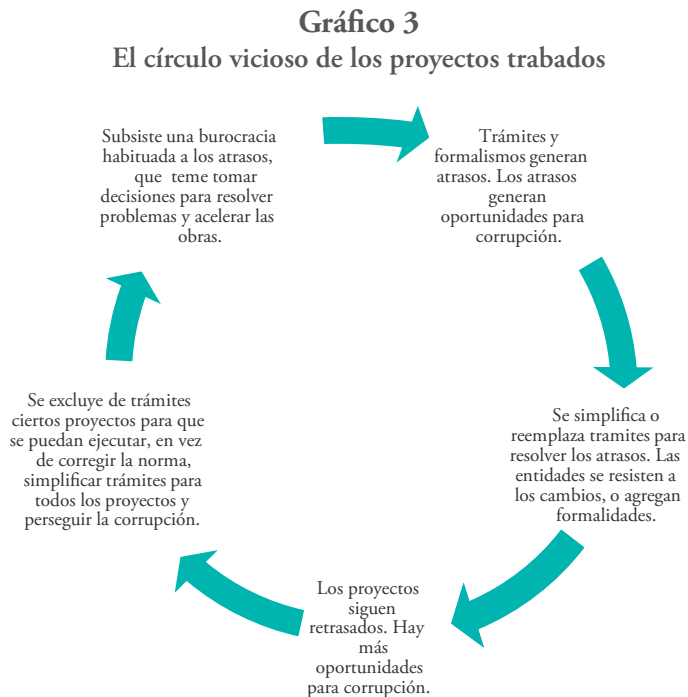 Gráfico 3
El círculo vicioso de los proyectos trabados
Subsiste una burocracia
habituada a los atrasos,
que teme tomar
decisiones para resolver
problemas y acelerar las
obras.
Trámites y
formalismos generan
atrasos. Los atrasos
generan
oportunidades para
corrupción.
Se simplifica o
reemplaza tramites para
resolver los atrasos. Las
entidades se resisten a
los cambios, o agregan
formalidades.
Los proyectos
siguen
retrasados. Hay
más
oportunidades
para corrupción.
Se excluye de trámites
ciertos proyectos para que
se puedan ejecutar, en vez
de corregir la norma,
simplificar trámites para
todos los proyectos y
perseguir la corrupción.